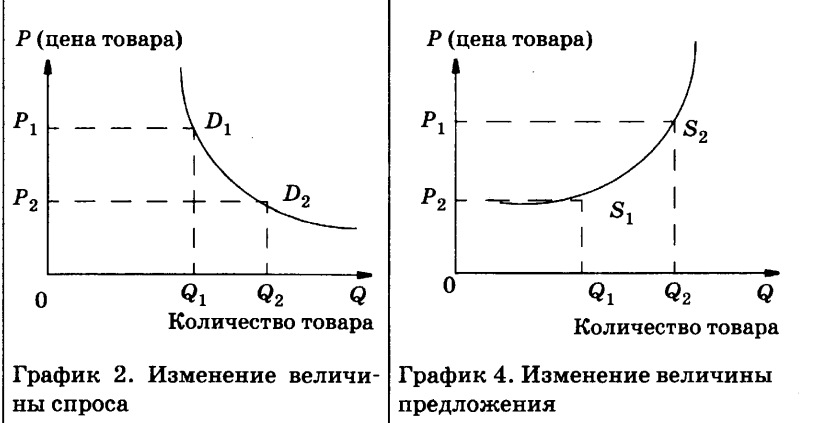 P (цена товара)
P₁
D₁
P₂
D₂
0
Q₁
Q₂
Q
Количество товара
График 2. Изменение величи-
ны спроса
P (цена товара)
P₁
S₂
P₂
S₁
0
Q₁
Q₂
Q
Количество товара
График 4. Изменение величины
предложения